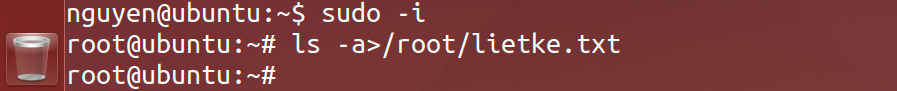 nguyen@ubuntu:~$ sudo -i
root@ubuntu:~# ls -a>/root/lietke.txt
root@ubuntu:~#